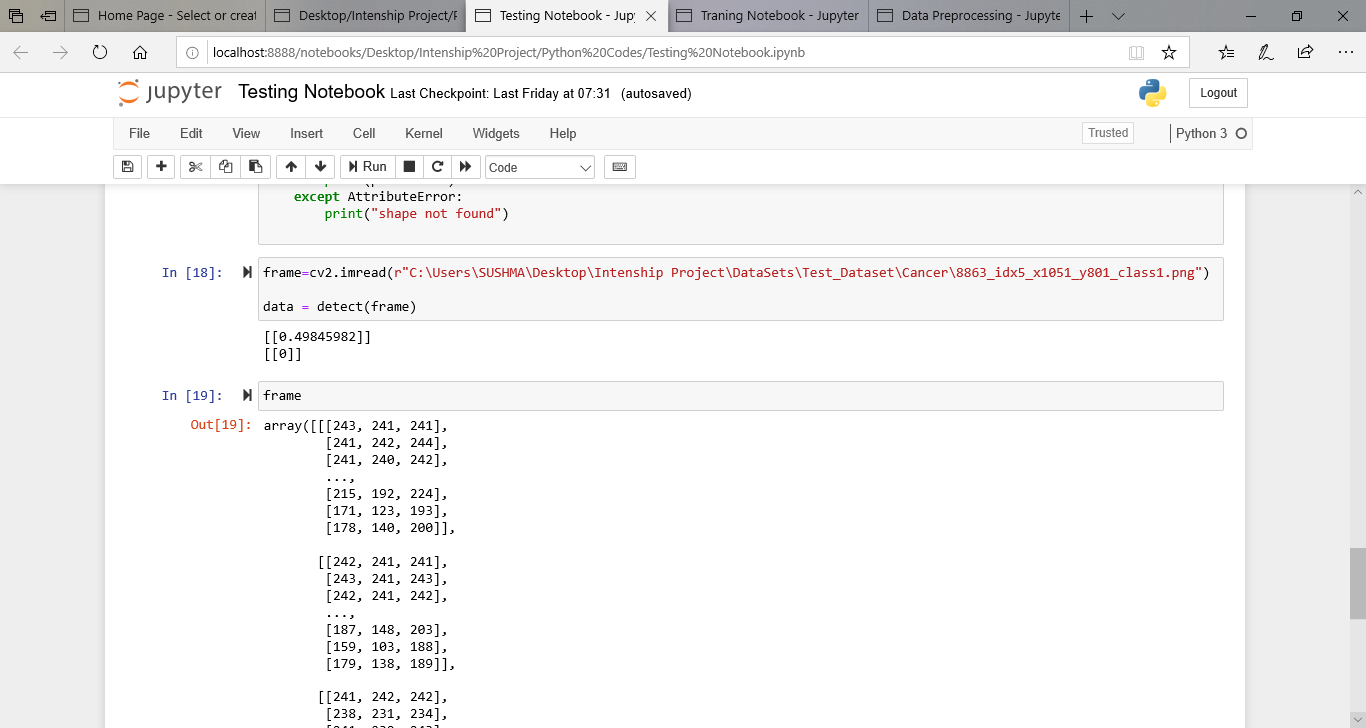 Home Page - Select or creat
Desktop/Intenship Project/P
Testing Notebook - Jup
Traning Notebook - Jupyter
Data Preprocessing - Jupyte
localhost:8888/notebooks/Desktop/Intenship%20Project/Python%20Codes/Testing%20Notebook.ipynb
jupyter Testing Notebook Last Checkpoint: Last Friday at 07:31 (autosaved)
Logout
File Edit View Insert Cell Kernel Widgets Help
Trusted
Python 3
Run
Code
except AttributeError:
print("shape not found")
In [18]: frame=cv2.imread(r"C:\Users\SUSHMA\Desktop\Intenship Project\DataSets\Test_Dataset\Cancer\8863_idx5_x1051_y801_class1.png")
data = detect(frame)
[[0.49845982]]
[[0]]
In [19]: frame
Out[19]: array([[[243, 241, 241],
[241, 242, 244],
[241, 240, 242],
...,
[215, 192, 224],
[171, 123, 193],
[178, 140, 200]],
[[242, 241, 241],
[243, 241, 243],
[242, 241, 242],
...,
[187, 148, 203],
[159, 103, 188],
[179, 138, 189]],
[[241, 242, 242],
[238, 231, 234],